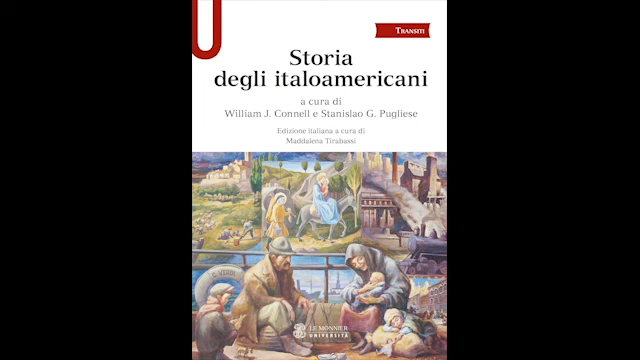 TRANSITI
Storia
degli italoamericani
a cura di
William J. Connell e Stanislao G. Pugliese
Edizione italiana a cura di
Maddalena Tirabassi
G. VERDI
LE MONNIER
UNIVERSITÀ